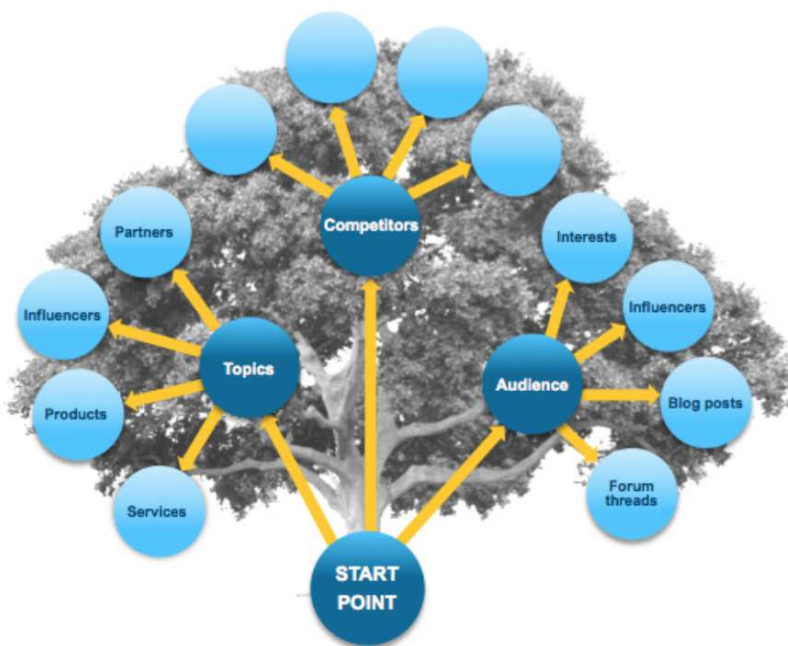 Competitors
Partners
Interests
Influencers
Influencers
Topics
Audience
Products
Blog posts
Services
Forum
threads
START
POINT